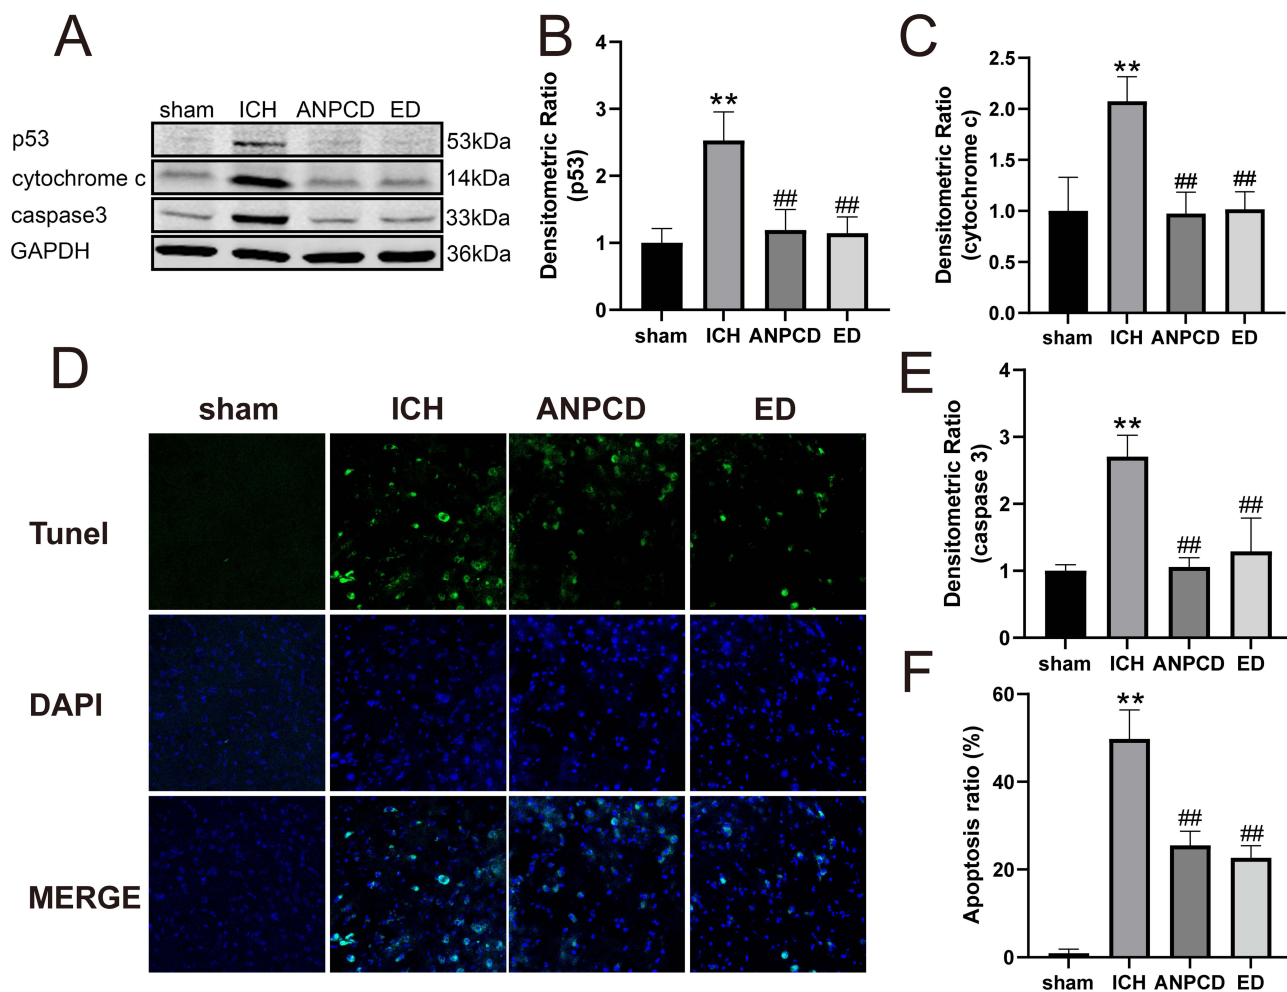 A
sham ICH ANPCD ED
p53 53kDa
cytochrome c 14kDa
caspase3 33kDa
GAPDH 36kDa
B
Densitometric Ratio
(p53)
4
3
2
1
0
**
##
##
sham ICH ANPCD ED
C
Densitometric Ratio
(cytochrome c)
2.5
2.0
1.5
1.0
0.5
0.0
**
##
##
sham ICH ANPCD ED
D
sham ICH ANPCD ED
Tunel
DAPI
MERGE
E
Densitometric Ratio
(caspase 3)
4
3
2
1
0
**
##
##
sham ICH ANPCD ED
F
Apoptosis ratio (%)
60
40
20
0
**
##
##
sham ICH ANPCD ED